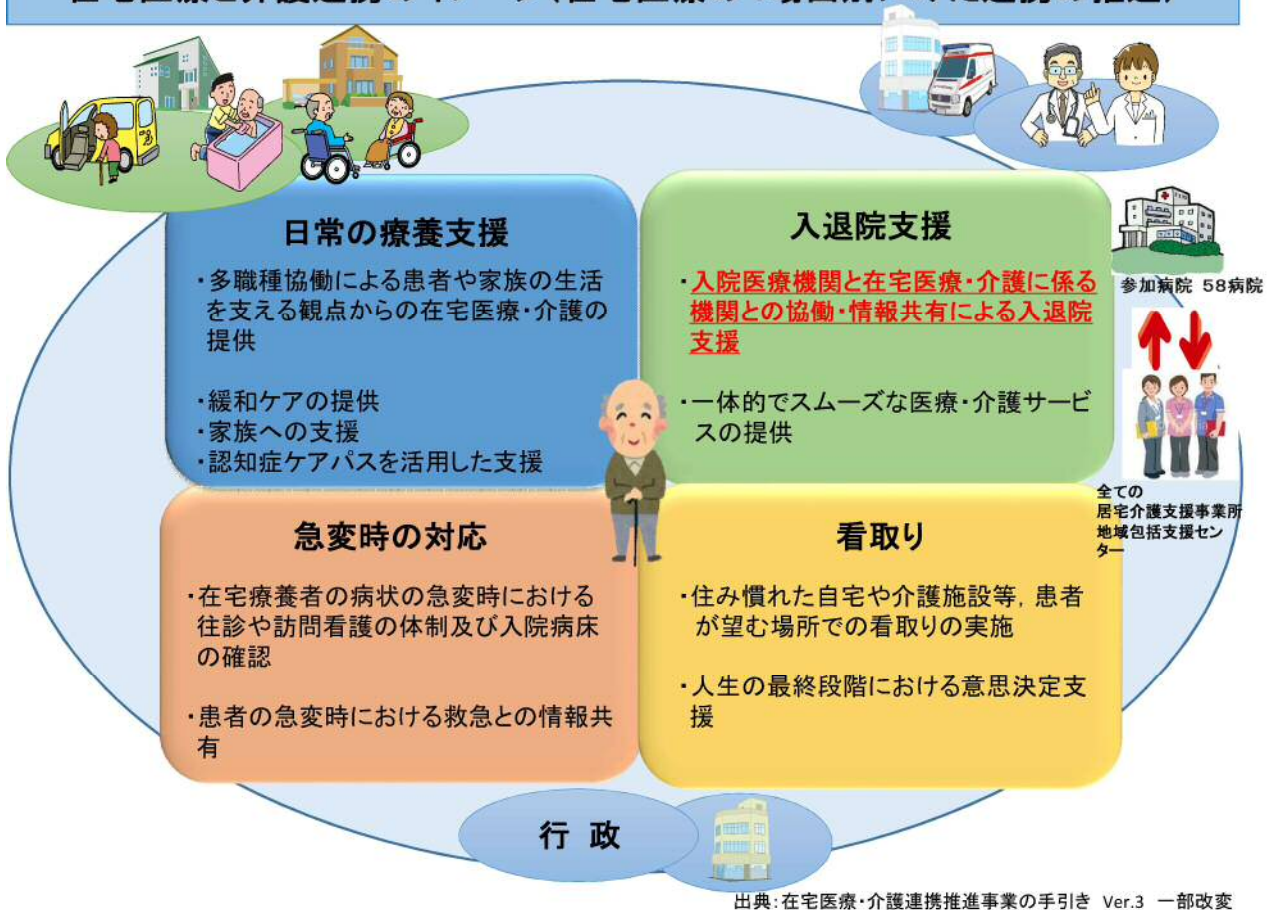 日常の療養支援
・多職種協働による患者や家族の生活
を支える観点からの在宅医療・介護の
提供
・緩和ケアの提供
・家族への支援
・認知症ケアパスを活用した支援
入退院支援
・入院医療機関と在宅医療・介護に係る
機関との協働・情報共有による入退院
支援
・一体的でスムーズな医療・介護サービ
スの提供
参加病院 58病院
全ての
居宅介護支援事業所
地域包括支援セン
ター
急変時の対応
・在宅療養者の病状の急変時における
往診や訪問看護の体制及び入院病床
の確認
・患者の急変時における救急との情報共
有
看取り
・住み慣れた自宅や介護施設等，患者
が望む場所での看取りの実施
・人生の最終段階における意思決定支
援
行 政
出典：在宅医療・介護連携推進事業の手引き Ver.3 一部改変